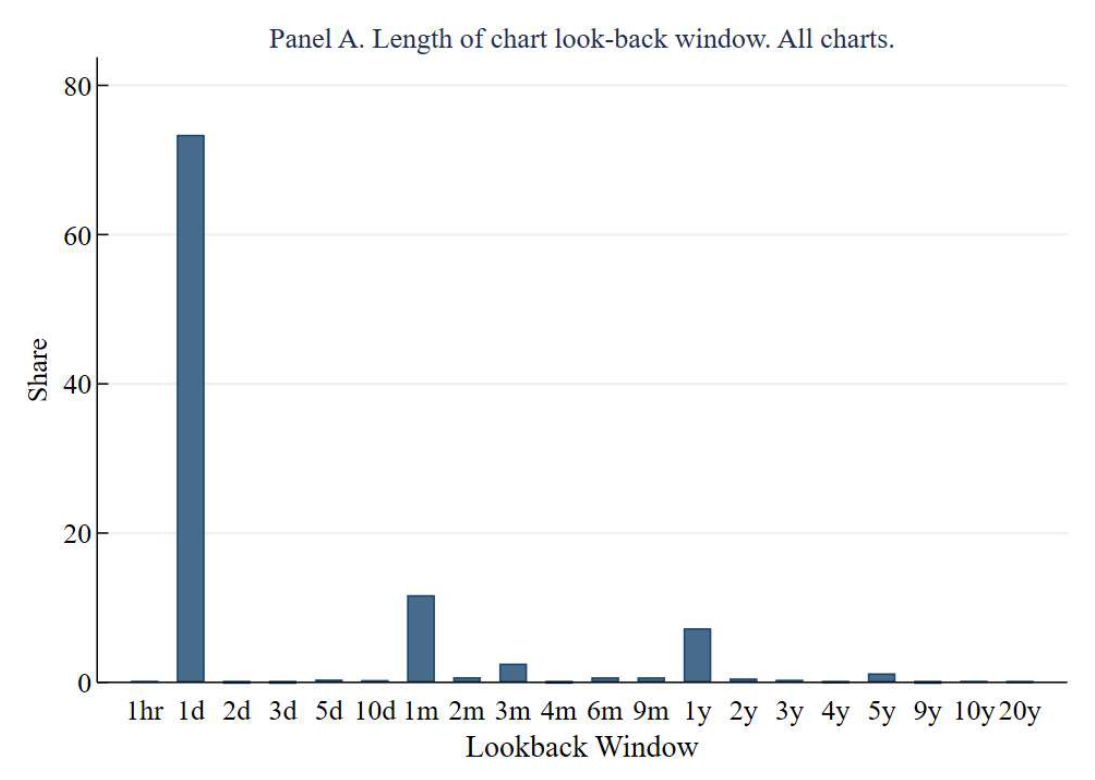 Panel A. Length of chart look-back window. All charts.
80
60
40
20
0
Share
1hr 1d 2d 3d 5d 10d 1m 2m 3m 4m 6m 9m 1y 2y 3y 4y 5y 9y 10y 20y
Lookback Window